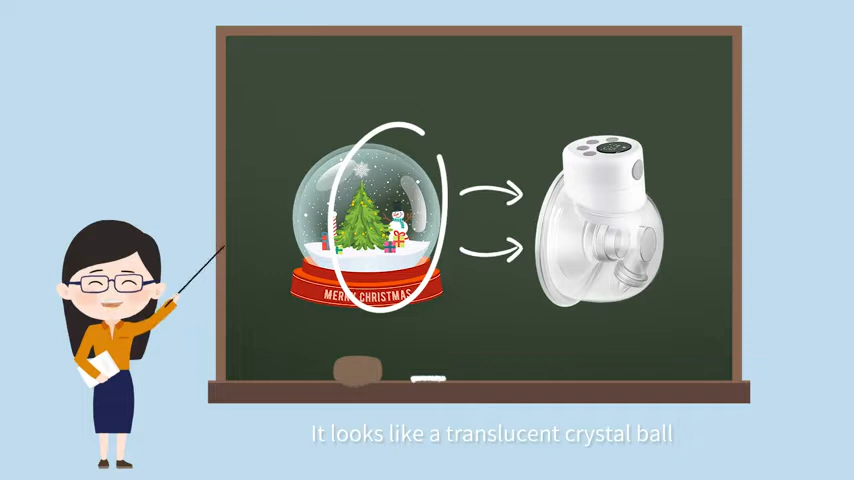 MERRY CHRISTMAS
It looks like a translucent crystal ball